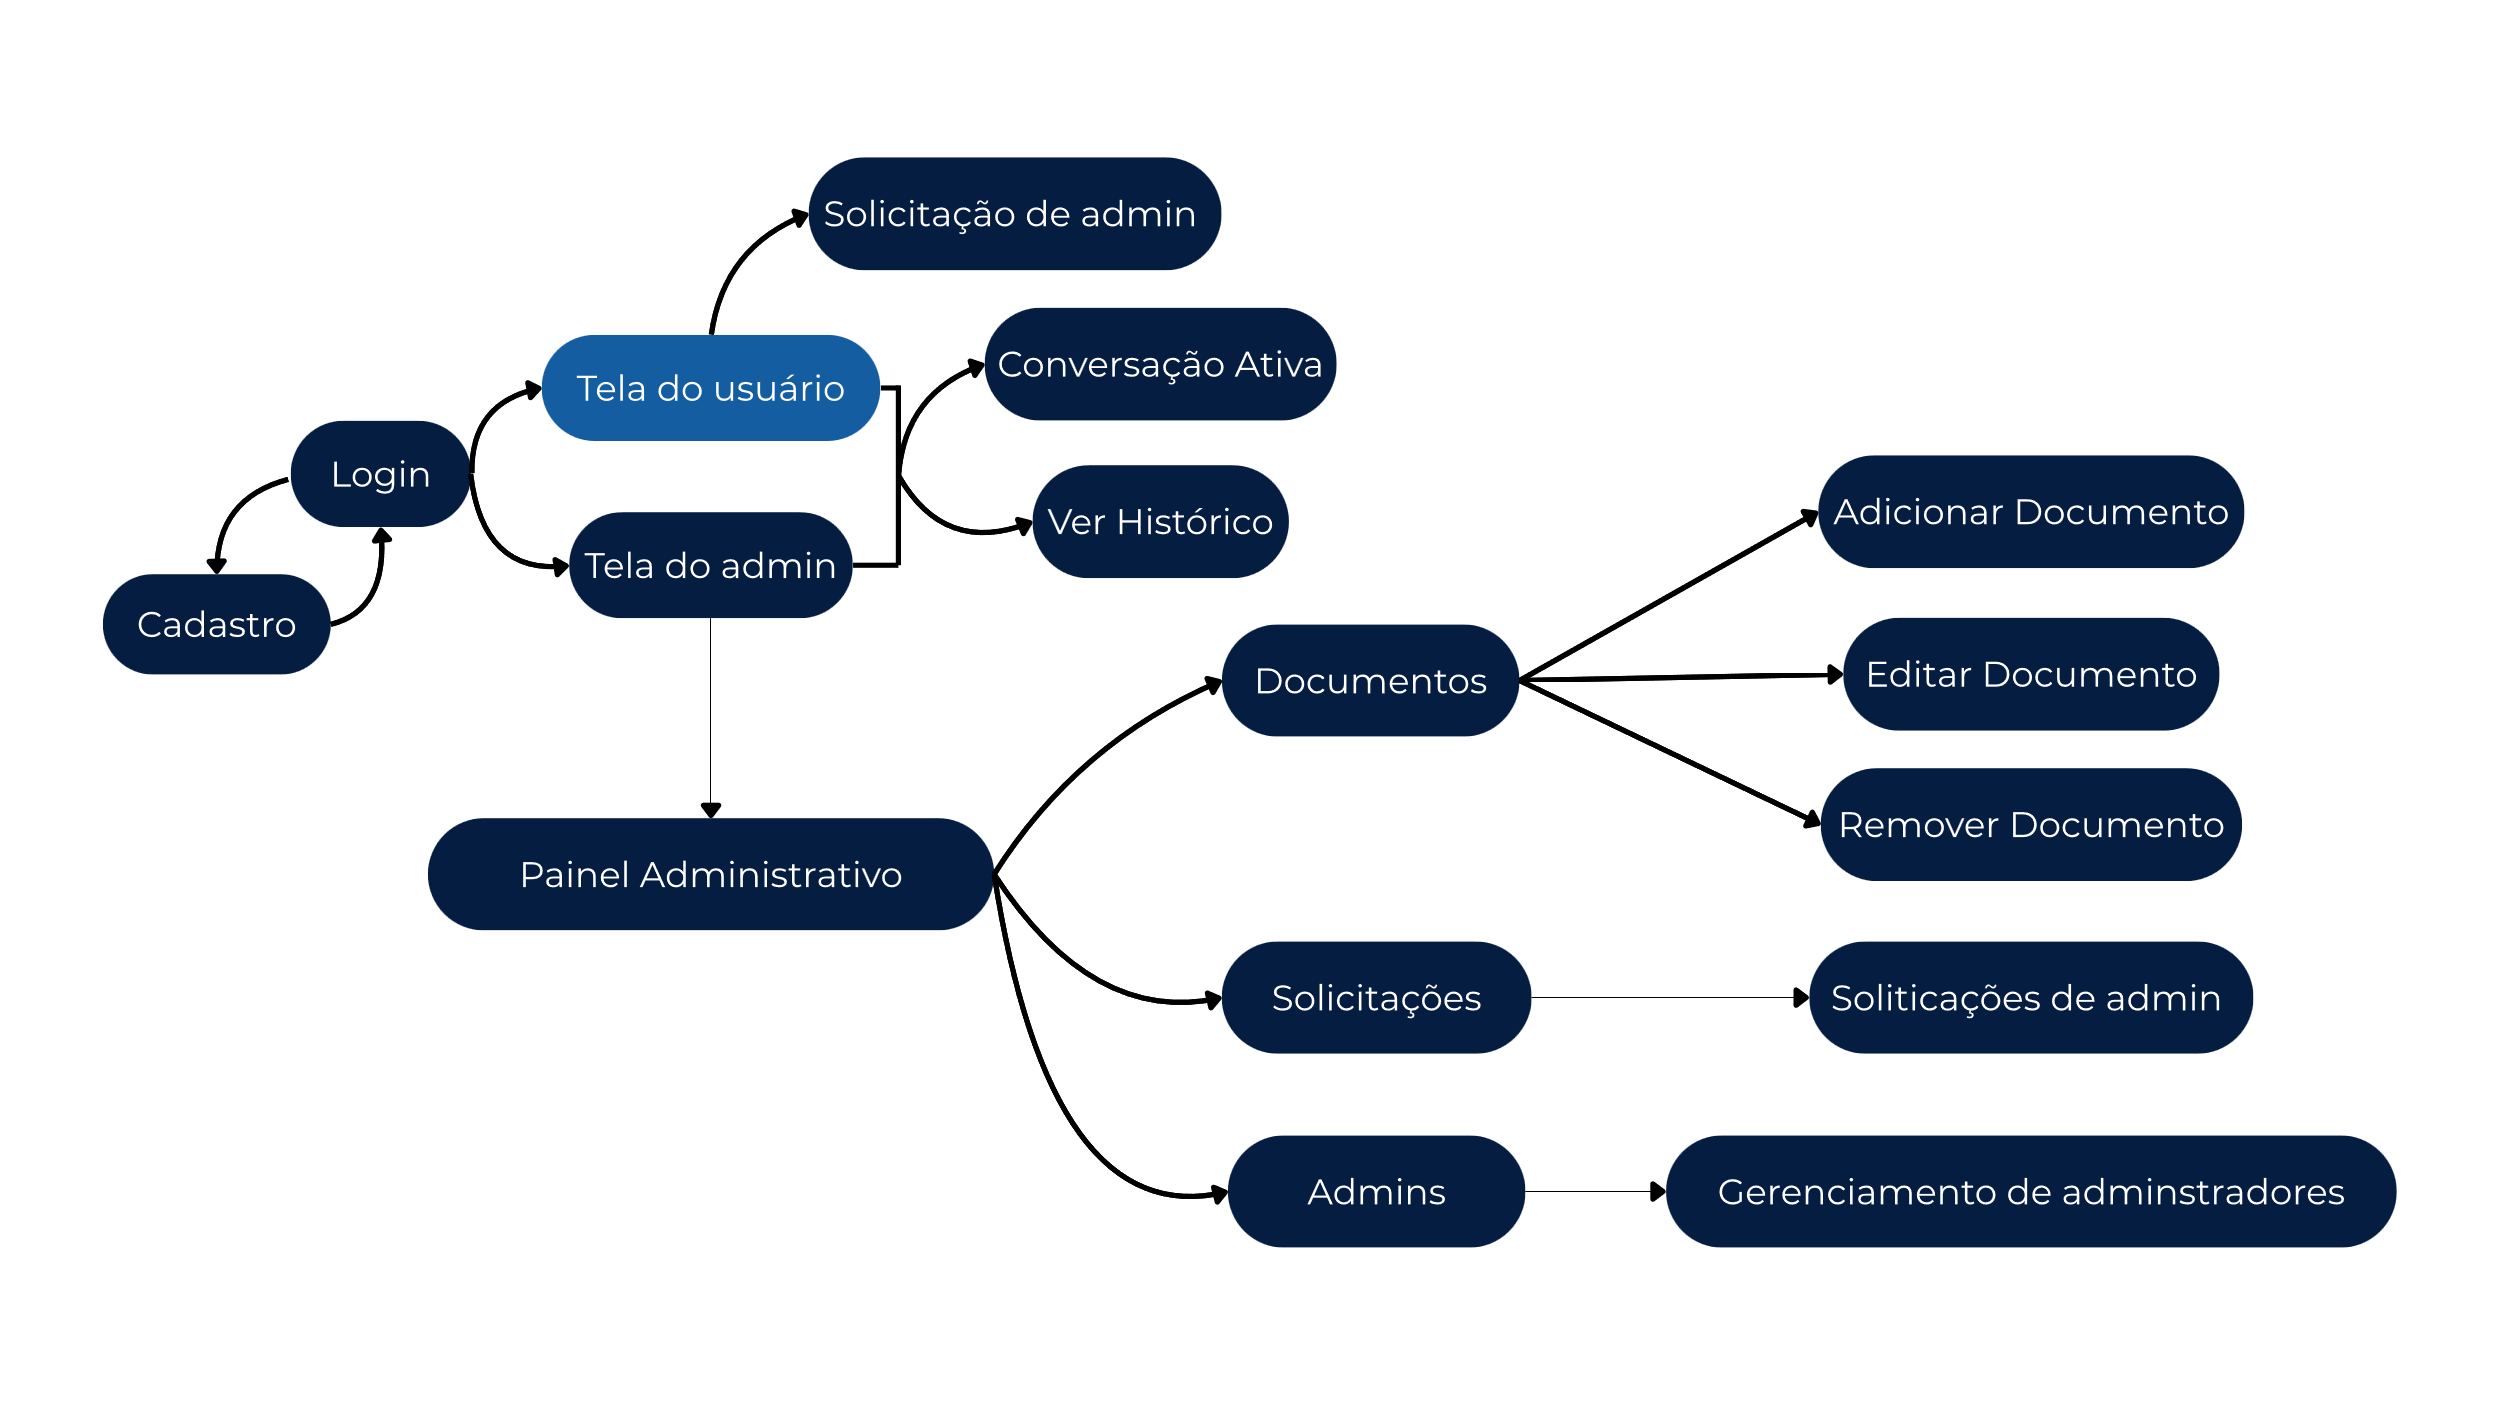 Solicitação de admin
Conversação Ativa
Tela do usuário
Login
Ver Histórico
Adicionar Documento
Tela do admin
Cadastro
Documentos
Editar Documento
Remover Documento
Painel Administrativo
Solicitações
Soliticações de admin
Admins
Gerenciamento de adminstradores